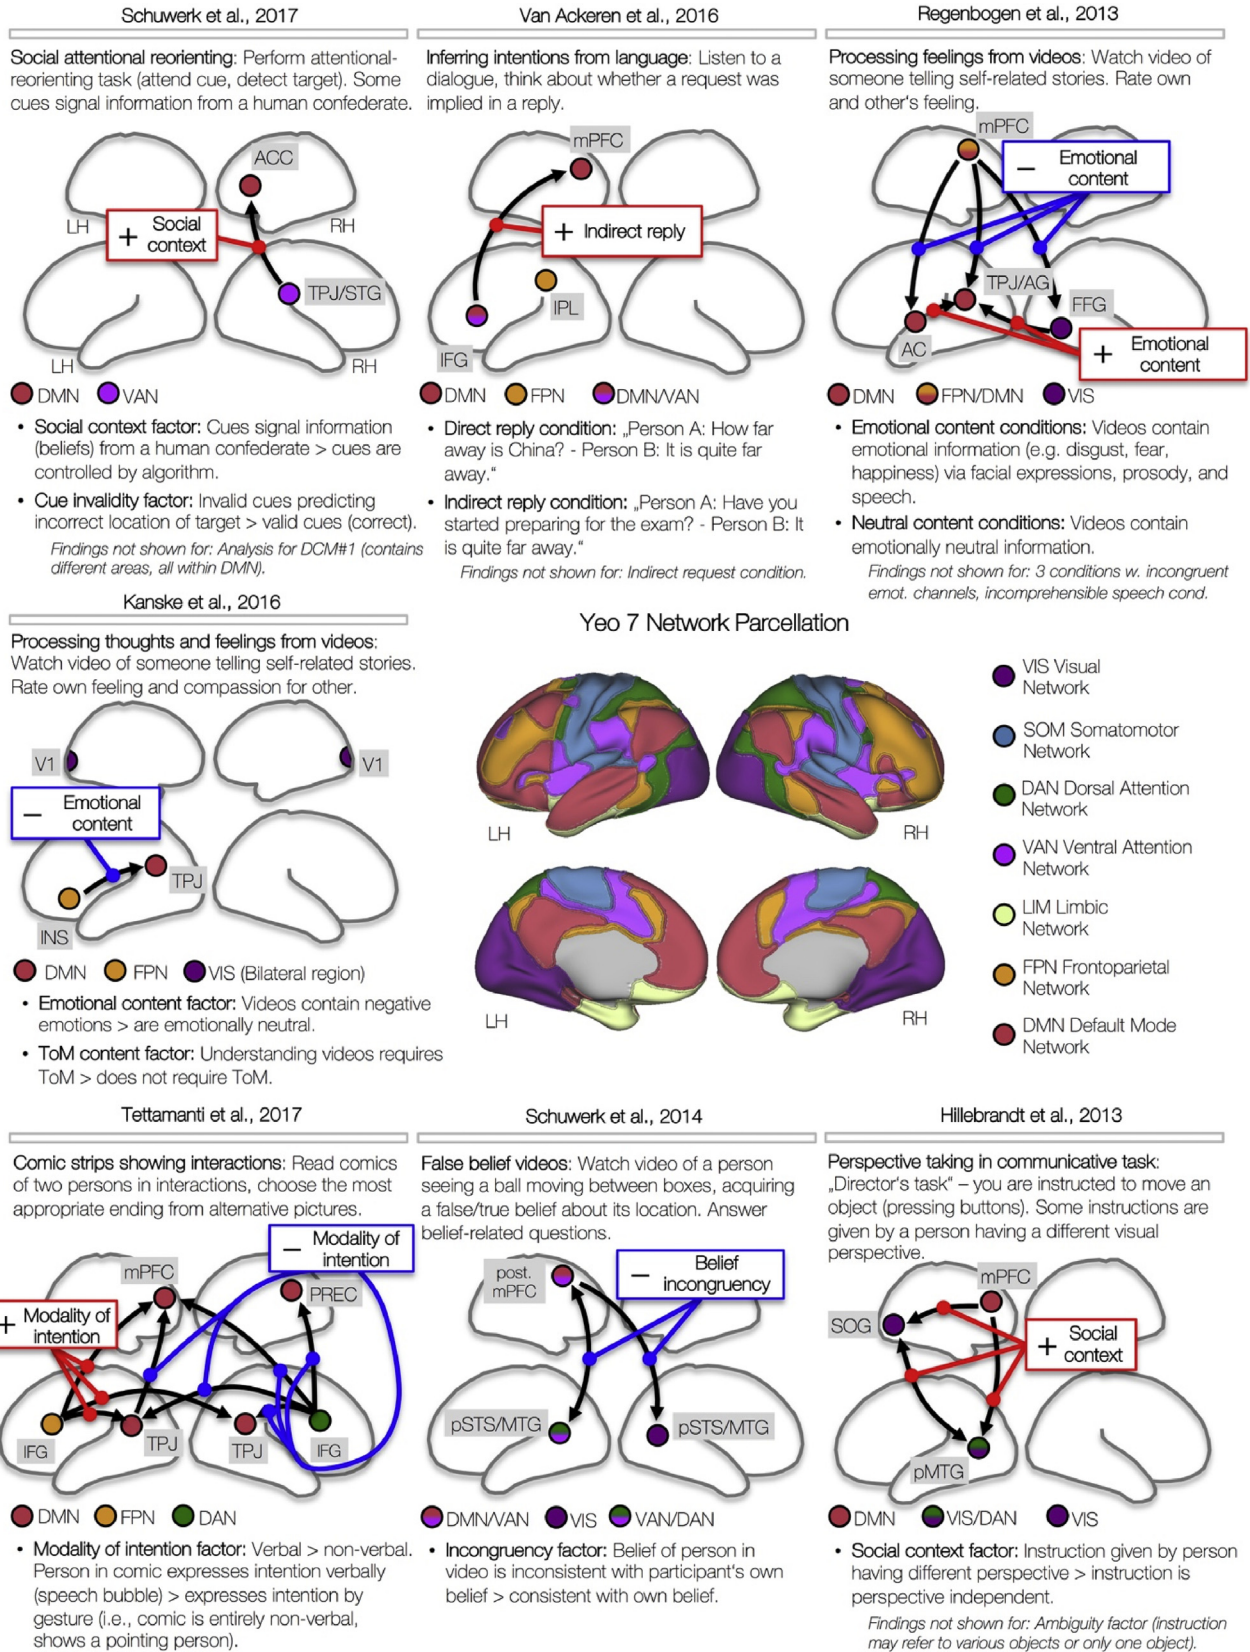 Schuwerk et al., 2017
Social attentional reorienting: Perform attentional-
reorienting task (attend cue, detect target). Some
cues signal information from a human confederate.
ACC
LH
RH
+ Social
context
TPJ/STG
LH
RH
DMN VAN
• Social context factor: Cues signal information
(beliefs) from a human confederate > cues are
controlled by algorithm.
• Cue invalidity factor: Invalid cues predicting
incorrect location of target > valid cues (correct).
Findings not shown for: Analysis for DCM#1 (contains
different areas, all within DMN).
Van Ackeren et al., 2016
Inferring intentions from language: Listen to a
dialogue, think about whether a request was
implied in a reply.
mPFC
+ Indirect reply
IPL
IFG
DMN FPN DMN/VAN
• Direct reply condition: „Person A: How far
away is China? - Person B: It is quite far
away.“
• Indirect reply condition: „Person A: Have you
started preparing for the exam? - Person B: It
is quite far away.“
Findings not shown for: Indirect request condition.
Regenbogen et al., 2013
Processing feelings from videos: Watch video of
someone telling self-related stories. Rate own
and other's feeling.
mPFC
− Emotional
content
TPJ/AG
FFG
AC
+ Emotional
content
DMN FPN/DMN VIS
• Emotional content conditions: Videos contain
emotional information (e.g. disgust, fear,
happiness) via facial expressions, prosody, and
speech.
• Neutral content conditions: Videos contain
emotionally neutral information.
Findings not shown for: 3 conditions w. incongruent
emot. channels, incomprehensible speech cond.
Kanske et al., 2016
Processing thoughts and feelings from videos:
Watch video of someone telling self-related stories.
Rate own feeling and compassion for other.
V1
V1
− Emotional
content
TPJ
INS
DMN FPN VIS (Bilateral region)
• Emotional content factor: Videos contain negative
emotions > are emotionally neutral.
• ToM content factor: Understanding videos requires
ToM > does not require ToM.
Yeo 7 Network Parcellation
LH
RH
LH
RH
VIS Visual
Network
SOM Somatomotor
Network
DAN Dorsal Attention
Network
VAN Ventral Attention
Network
LIM Limbic
Network
FPN Frontoparietal
Network
DMN Default Mode
Network
Tettamanti et al., 2017
Comic strips showing interactions: Read comics
of two persons in interactions, choose the most
appropriate ending from alternative pictures.
− Modality of
intention
mPFC
PREC
+ Modality of
intention
IFG
TPJ
TPJ
IFG
DMN FPN DAN
• Modality of intention factor: Verbal > non-verbal.
Person in comic expresses intention verbally
(speech bubble) > expresses intention by
gesture (i.e., comic is entirely non-verbal,
shows a pointing person).
Schuwerk et al., 2014
False belief videos: Watch video of a person
seeing a ball moving between boxes, acquiring
a false/true belief about its location. Answer
belief-related questions.
post.
mPFC
− Belief
incongruency
pSTS/MTG
pSTS/MTG
DMN/VAN VIS VAN/DAN
• Incongruency factor: Belief of person in
video is inconsistent with participant's own
belief > consistent with own belief.
Hillebrandt et al., 2013
Perspective taking in communicative task:
„Director's task“ – you are instructed to move an
object (pressing buttons). Some instructions are
given by a person having a different visual
perspective.
mPFC
SOG
+ Social
context
pMTG
DMN VIS/DAN VIS
• Social context factor: Instruction given by person
having different perspective > instruction is
perspective independent.
Findings not shown for: Ambiguity factor (instruction
may refer to various objects or only one object).